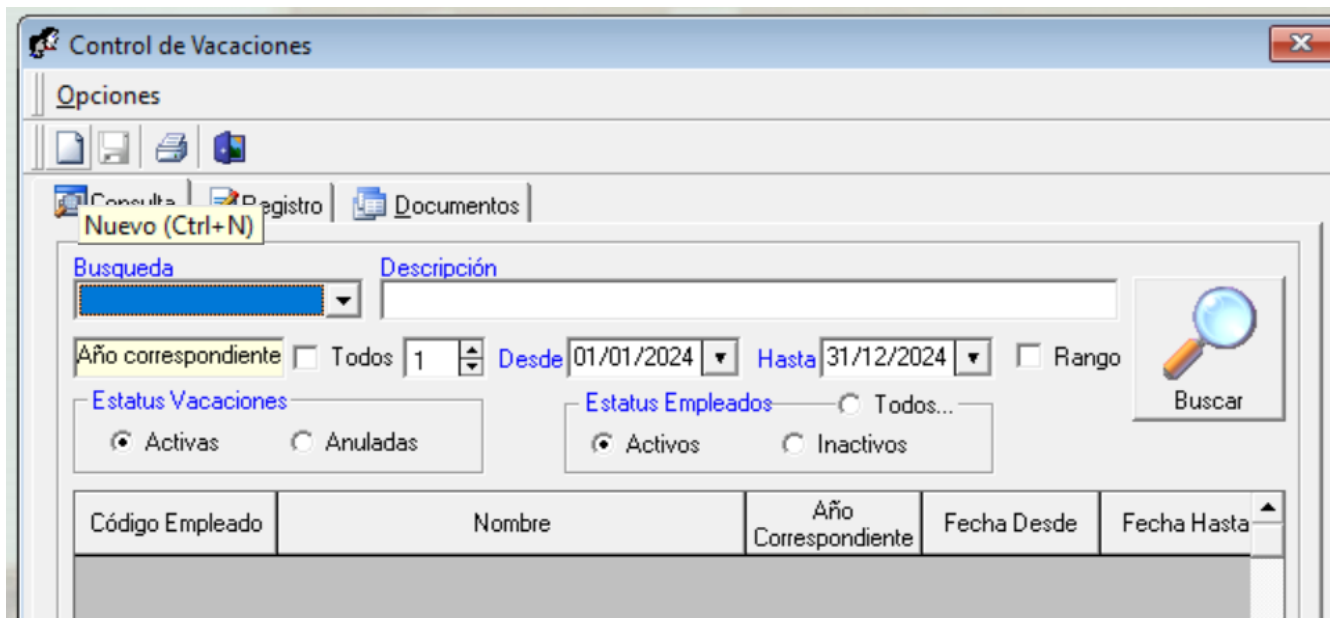 Control de Vacaciones
Opciones
Consulta Registro Documentos
Nuevo (Ctrl+N)
Busqueda Descripción
Año correspondiente Todos 1 Desde 01/01/2024 Hasta 31/12/2024 Rango
Buscar
Estatus Vacaciones Estatus Empleados Todos...
Activas Anuladas Activos Inactivos
Código Empleado Nombre Año Correspondiente Fecha Desde Fecha Hasta